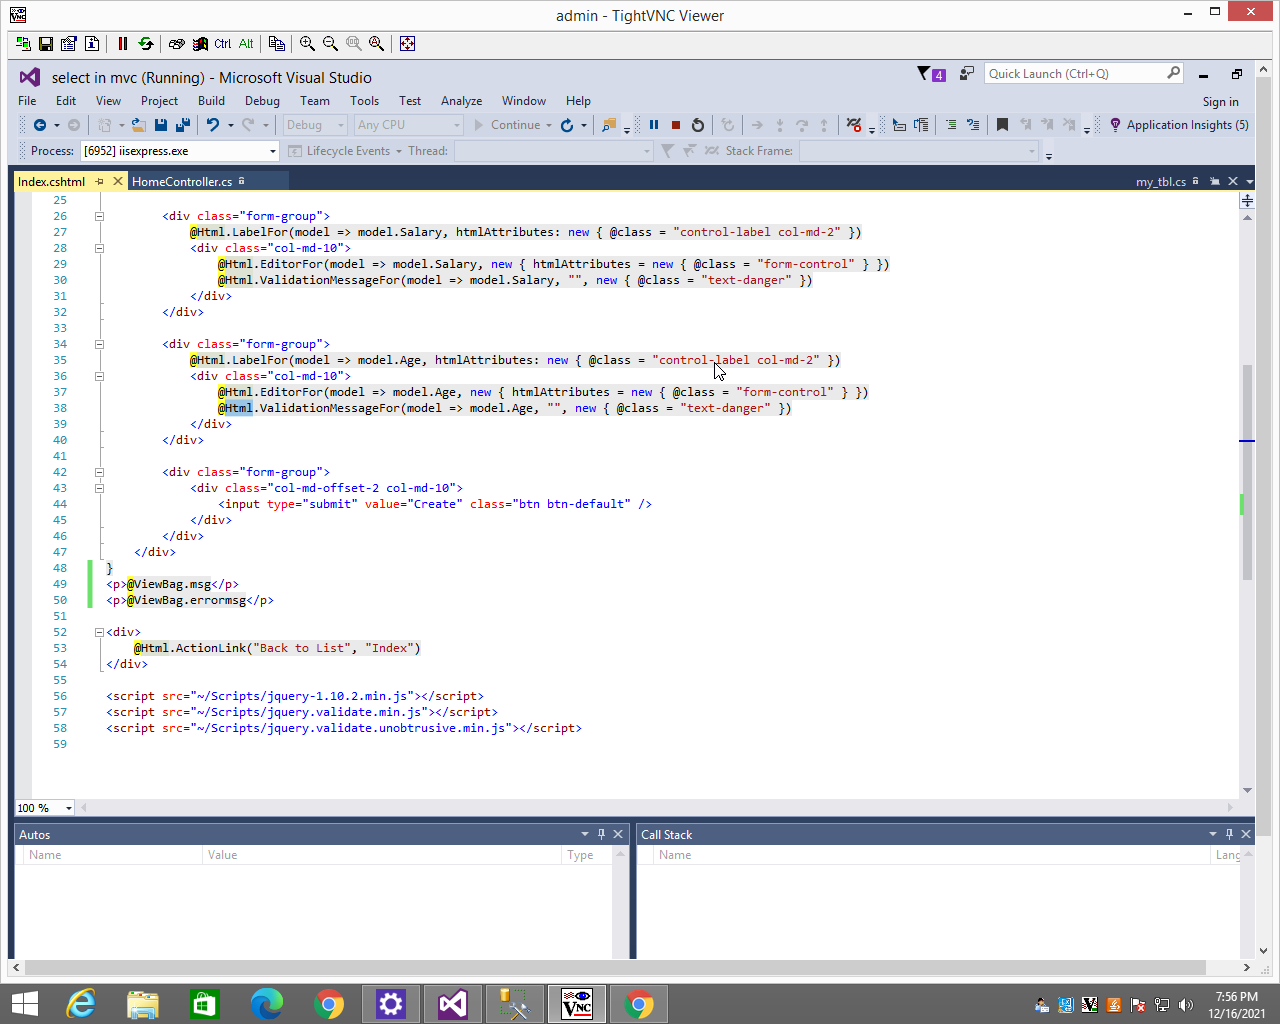 admin - TightVNC Viewer
Ctrl Alt
select in mvc (Running) - Microsoft Visual Studio
4
Quick Launch (Ctrl+Q)
File Edit View Project Build Debug Team Tools Test Analyze Window Help
Sign in
Debug Any CPU Continue Application Insights (5)
Process: [6952] iisexpress.exe Lifecycle Events Thread: Stack Frame:
Index.cshtml HomeController.cs my_tbl.cs
25
26 <div class="form-group">
27 @Html.LabelFor(model => model.Salary, htmlAttributes: new { @class = "control-label col-md-2" })
28 <div class="col-md-10">
29 @Html.EditorFor(model => model.Salary, new { htmlAttributes = new { @class = "form-control" } })
30 @Html.ValidationMessageFor(model => model.Salary, "", new { @class = "text-danger" })
31 </div>
32 </div>
33
34 <div class="form-group">
35 @Html.LabelFor(model => model.Age, htmlAttributes: new { @class = "control-label col-md-2" })
36 <div class="col-md-10">
37 @Html.EditorFor(model => model.Age, new { htmlAttributes = new { @class = "form-control" } })
38 @Html.ValidationMessageFor(model => model.Age, "", new { @class = "text-danger" })
39 </div>
40 </div>
41
42 <div class="form-group">
43 <div class="col-md-offset-2 col-md-10">
44 <input type="submit" value="Create" class="btn btn-default" />
45 </div>
46 </div>
47 </div>
48 }
49 <p>@ViewBag.msg</p>
50 <p>@ViewBag.errormsg</p>
51
52 <div>
53 @Html.ActionLink("Back to List", "Index")
54 </div>
55
56 <script src="~/Scripts/jquery-1.10.2.min.js"></script>
57 <script src="~/Scripts/jquery.validate.min.js"></script>
58 <script src="~/Scripts/jquery.validate.unobtrusive.min.js"></script>
59
100 %
Autos
Name Value Type
Call Stack
Name Lang
7:56 PM
12/16/2021